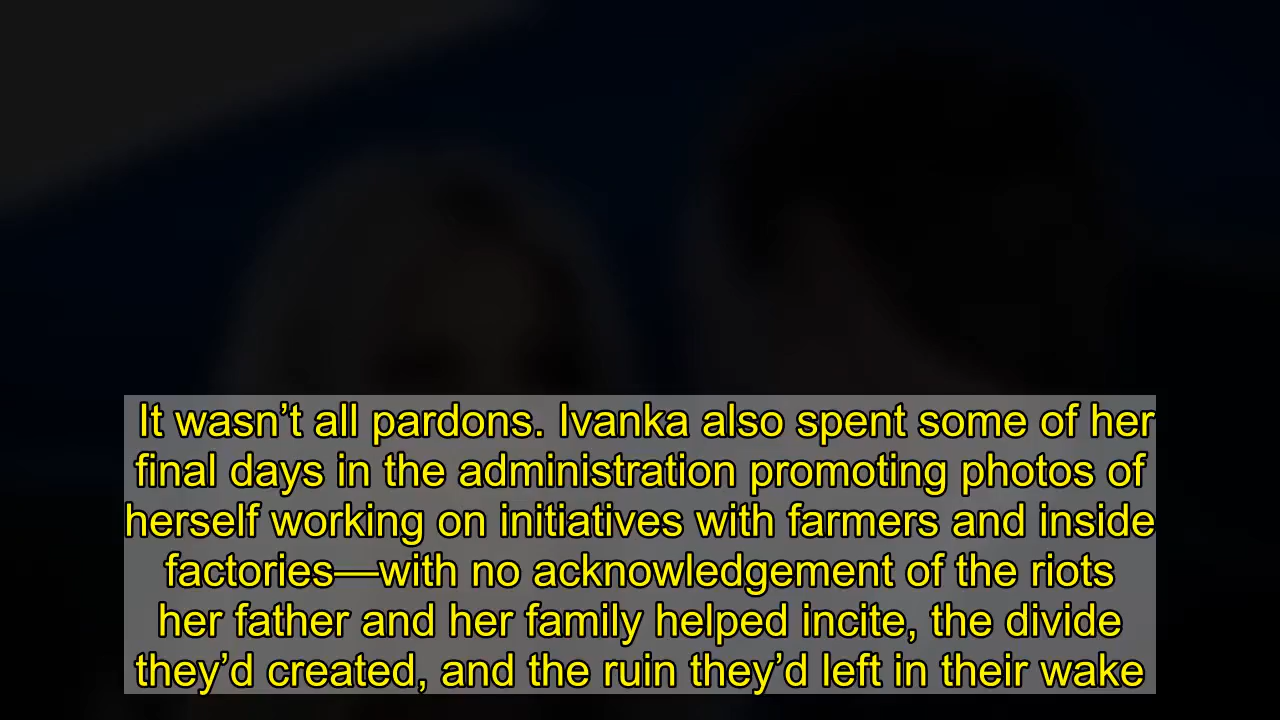 It wasn’t all pardons. Ivanka also spent some of her
final days in the administration promoting photos of
herself working on initiatives with farmers and inside
factories—with no acknowledgement of the riots
her father and her family helped incite, the divide
they’d created, and the ruin they’d left in their wake